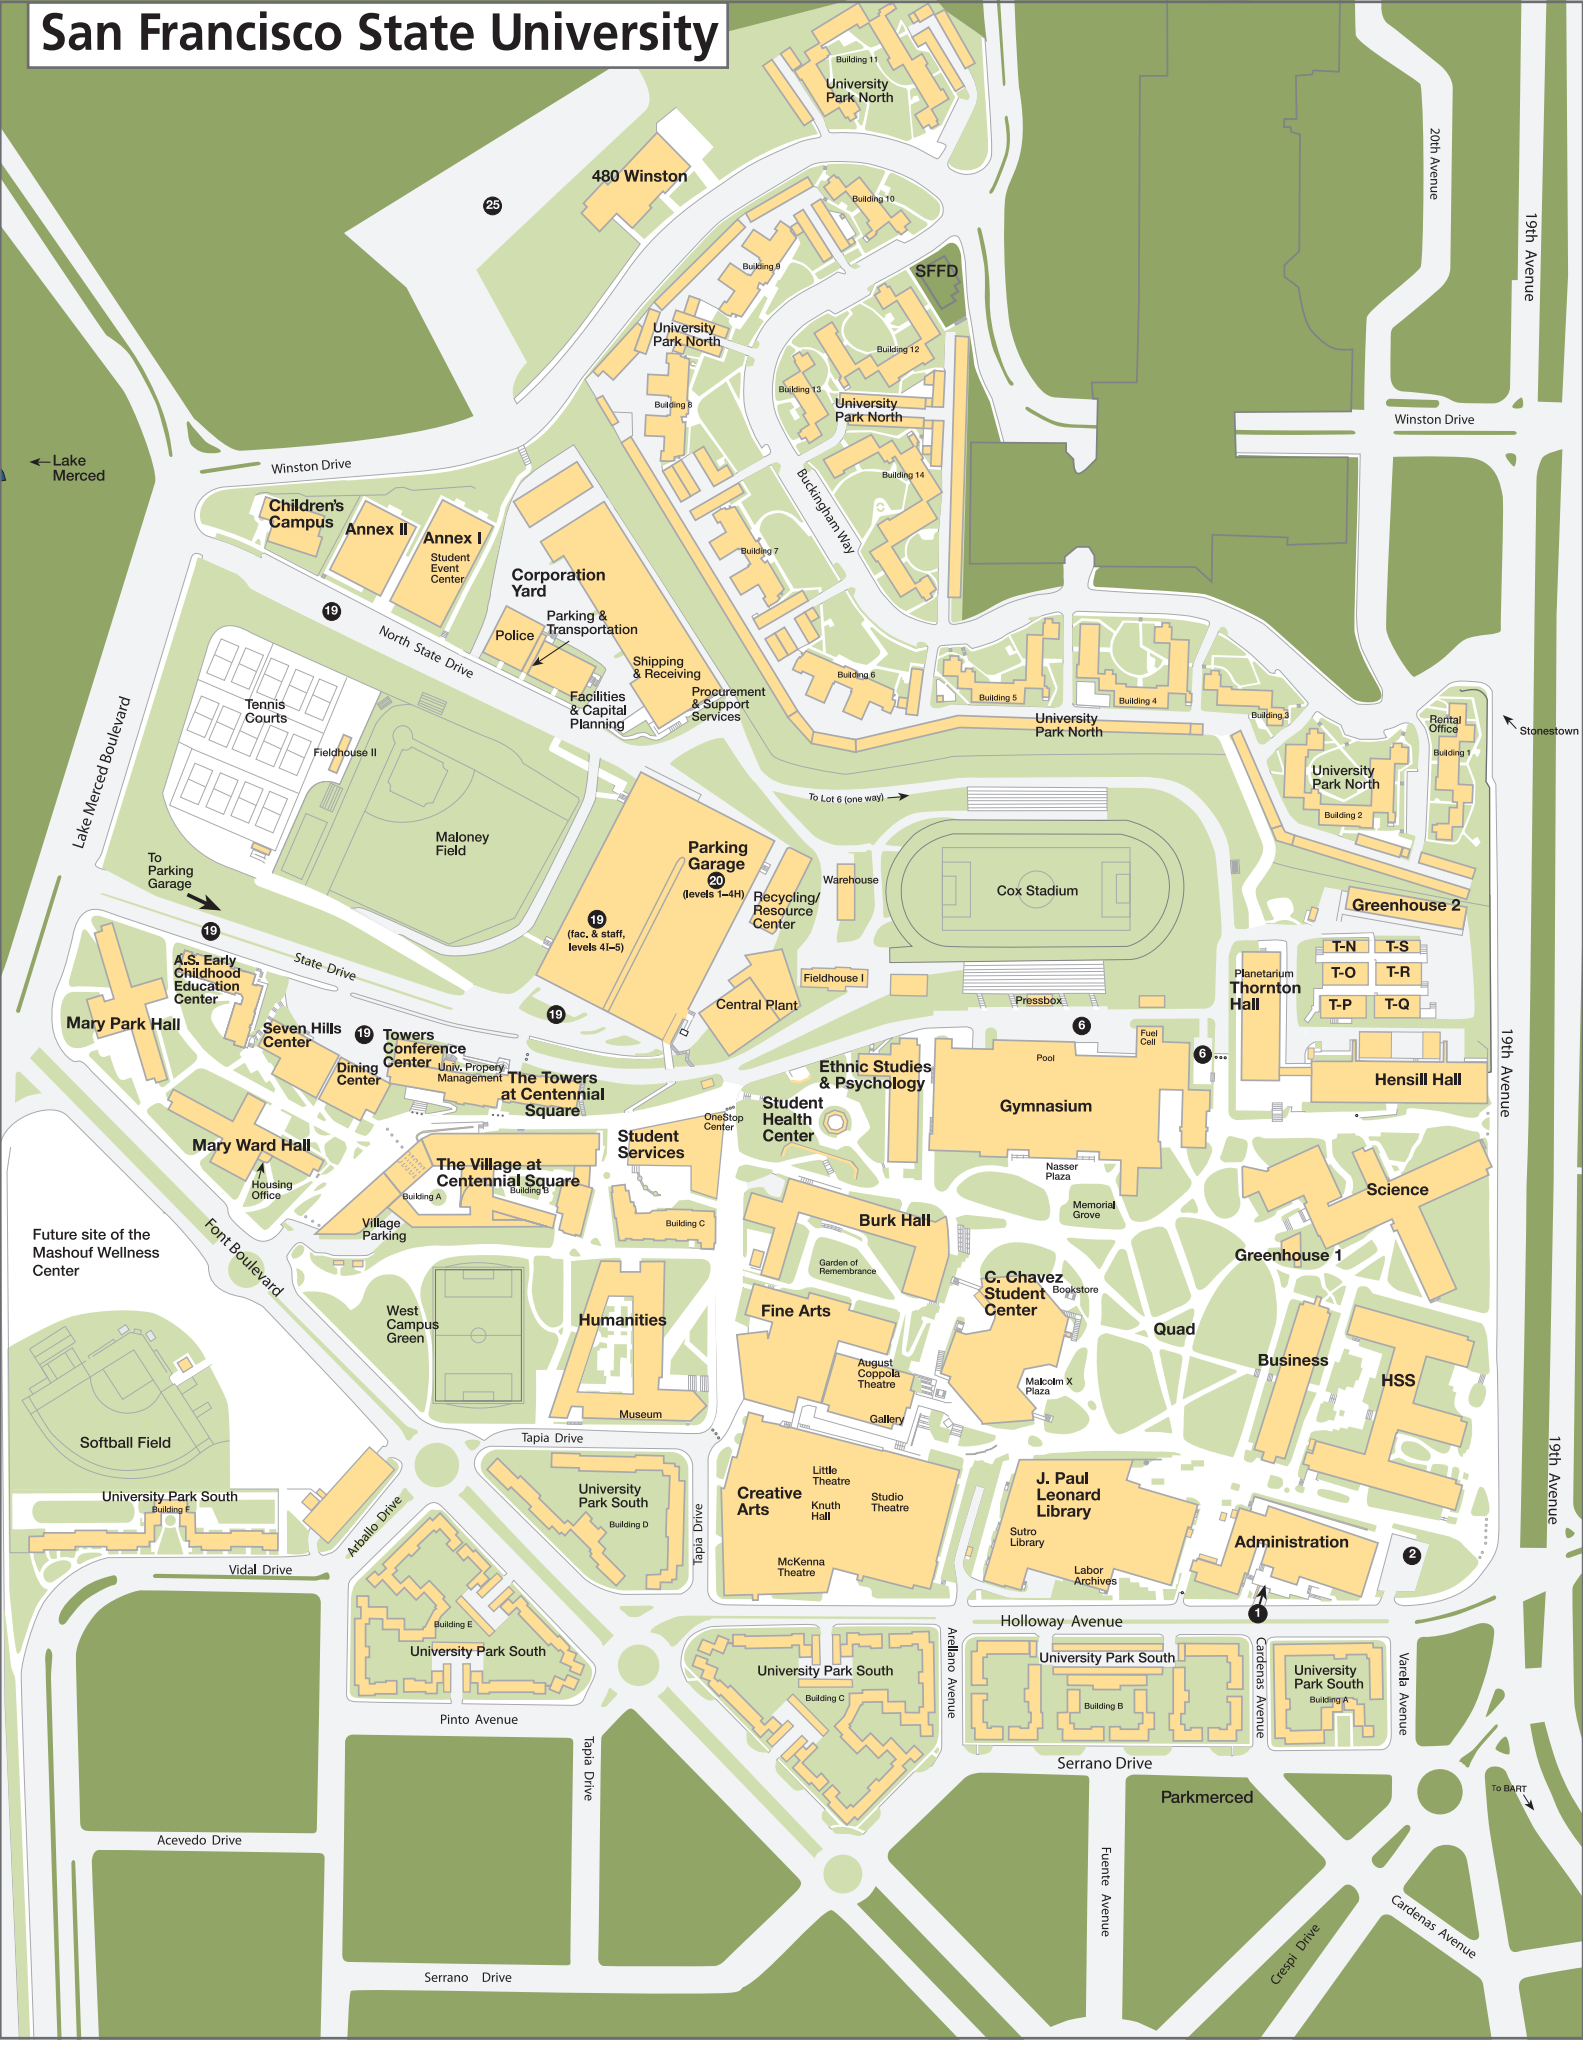 San Francisco State University
Building 11
University
Park North
20th Avenue
19th Avenue
480 Winston
25
Building 10
Building 9
SFFD
University
Park North
Building 12
Building 13
Building 8
University
Park North
Winston Drive
Lake
Merced
Winston Drive
Building 14
Buckingham Way
Children's
Campus
Annex II
Annex I
Student
Event
Center
Building 7
Corporation
Yard
19
Parking &
Transportation
Police
North State Drive
Shipping
& Receiving
Building 6
Facilities
& Capital
Planning
Procurement
& Support
Services
Building 5
Building 4
Building 3
University
Park North
Rental
Office
Building 1
Stonestown
Tennis
Courts
Fieldhouse II
Lake Merced Boulevard
University
Park North
Building 2
To Lot 6 (one way)
Maloney
Field
Parking
Garage
20
(levels 1–4H)
To
Parking
Garage
Warehouse
Cox Stadium
Recycling/
Resource
Center
Greenhouse 2
19
(fac. & staff,
levels 4I–5)
19
State Drive
T-N
T-S
T-O
T-R
T-P
T-Q
A.S. Early
Childhood
Education
Center
Fieldhouse I
Planetarium
Thornton
Hall
Central Plant
Pressbox
19
Mary Park Hall
Seven Hills
Center
19
Towers
Conference
Center
6
Fuel
Cell
6
19th Avenue
Dining
Center
Univ. Propery
Management
The Towers
at Centennial
Square
Ethnic Studies
& Psychology
Pool
Hensill Hall
Gymnasium
Student
Health
Center
OneStop
Center
Mary Ward Hall
Student
Services
The Village at
Centennial Square
Building A
Building B
Housing
Office
Nasser
Plaza
Science
Village
Parking
Building C
Burk Hall
Memorial
Grove
Future site of the
Mashouf Wellness
Center
Font Boulevard
Garden of
Remembrance
Greenhouse 1
C. Chavez
Student
Center
Bookstore
West
Campus
Green
Humanities
Fine Arts
Quad
Business
HSS
August
Coppola
Theatre
Malcolm X
Plaza
Museum
Gallery
Softball Field
Tapia Drive
19th Avenue
Little
Theatre
J. Paul
Leonard
Library
University Park South
Building F
University
Park South
Building D
Creative
Arts
Knuth
Hall
Studio
Theatre
Tapia Drive
Arballo Drive
Sutro
Library
Administration
2
Vidal Drive
McKenna
Theatre
Labor
Archives
1
Holloway Avenue
Building E
University Park South
University Park South
Building C
Arellano Avenue
University Park South
Building B
Cardenas Avenue
University
Park South
Building A
Varela Avenue
Pinto Avenue
Tapia Drive
Serrano Drive
Parkmerced
To BART
Acevedo Drive
Fuente Avenue
Cardenas Avenue
Crespi Drive
Serrano Drive